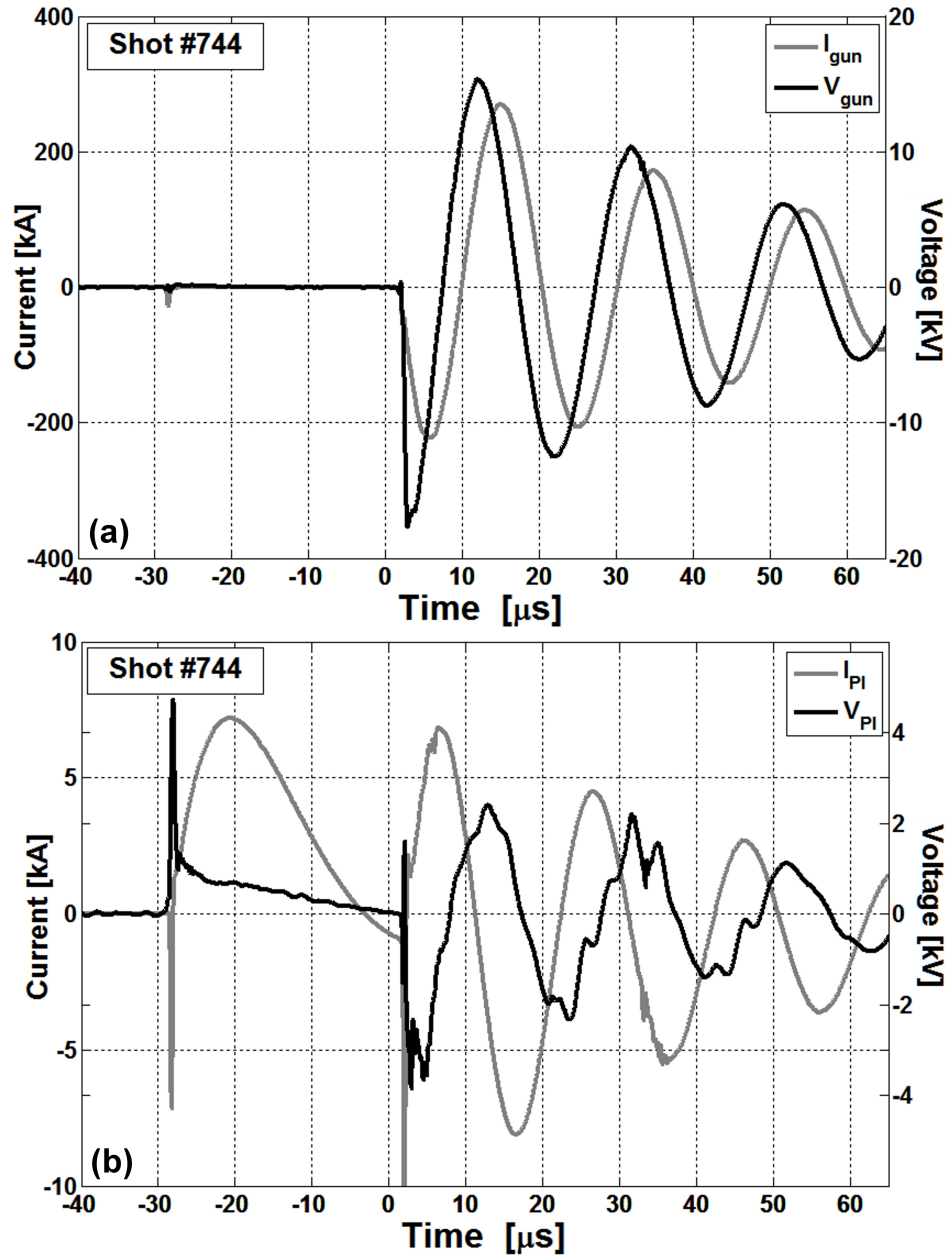 Shot #744
I_gun
V_gun
400
200
0
-200
-400
20
10
0
-10
-20
Current [kA]
Voltage [kV]
(a)
-40 -30 -20 -10 0 10 20 30 40 50 60
Time [μs]
Shot #744
I_PI
V_PI
10
5
0
-5
-10
4
2
0
-2
-4
Current [kA]
Voltage [kV]
(b)
-40 -30 -20 -10 0 10 20 30 40 50 60
Time [μs]